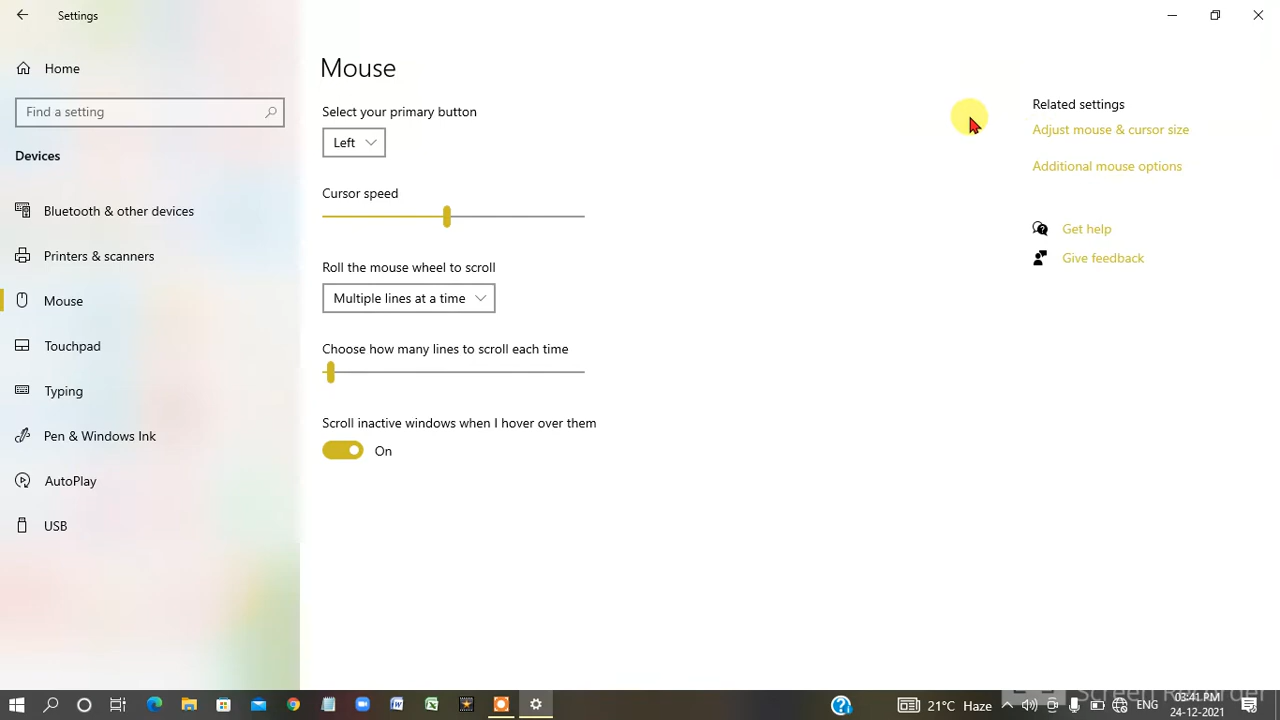 Settings
Home
Find a setting
Devices
Bluetooth & other devices
Printers & scanners
Mouse
Touchpad
Typing
Pen & Windows Ink
AutoPlay
USB
Mouse
Select your primary button
Left
Cursor speed
Roll the mouse wheel to scroll
Multiple lines at a time
Choose how many lines to scroll each time
Scroll inactive windows when I hover over them
On
Related settings
Adjust mouse & cursor size
Additional mouse options
Get help
Give feedback
21°C Haze
ENG
03:41 PM
24-12-2021